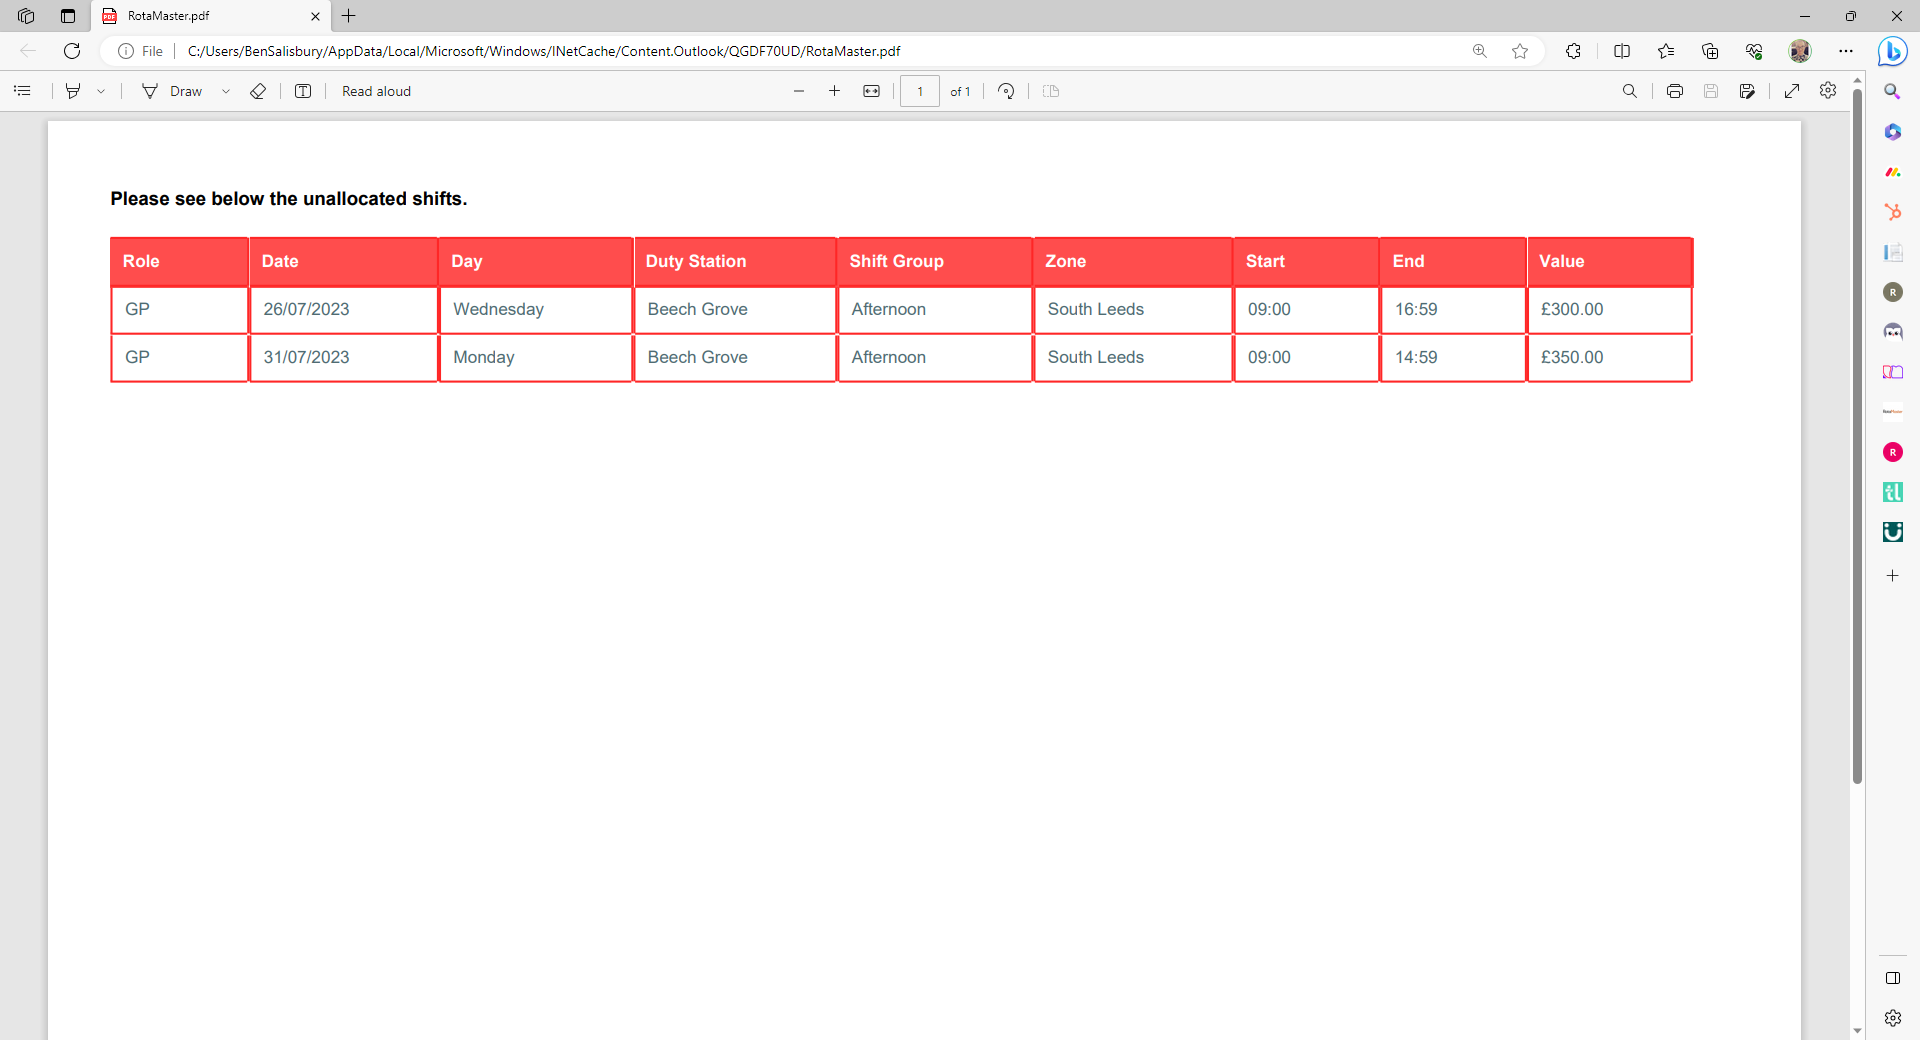 RotaMaster.pdf
File
C:/Users/BenSalisbury/AppData/Local/Microsoft/Windows/INetCache/Content.Outlook/QGDF70UD/RotaMaster.pdf
Draw
Read aloud
1 of 1
Please see below the unallocated shifts.
Role Date Day Duty Station Shift Group Zone Start End Value
GP 26/07/2023 Wednesday Beech Grove Afternoon South Leeds 09:00 16:59 £300.00
GP 31/07/2023 Monday Beech Grove Afternoon South Leeds 09:00 14:59 £350.00
R
R
tl